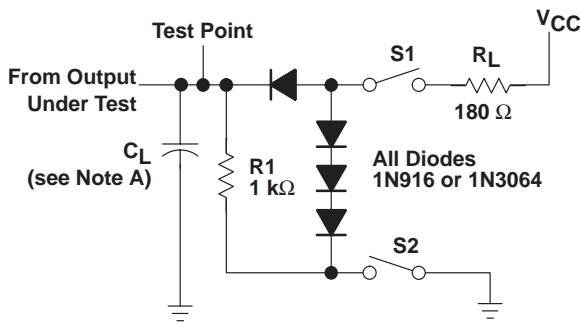 V_CC
Test Point
S1
R_L
From Output
Under Test
180 Ω
C_L
(see Note A)
R1
1 kΩ
All Diodes
1N916 or 1N3064
S2